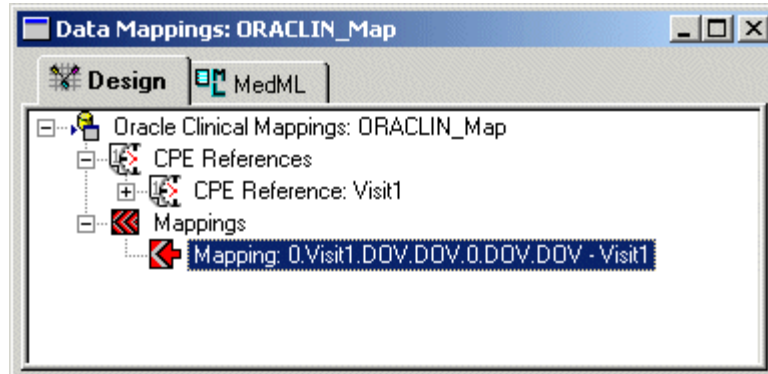 Data Mappings: ORACLIN_Map
Design MedML
Oracle Clinical Mappings: ORACLIN_Map
CPE References
CPE Reference: Visit1
Mappings
Mapping: 0.Visit1.DOV.DOV.0.DOV.DOV - Visit1